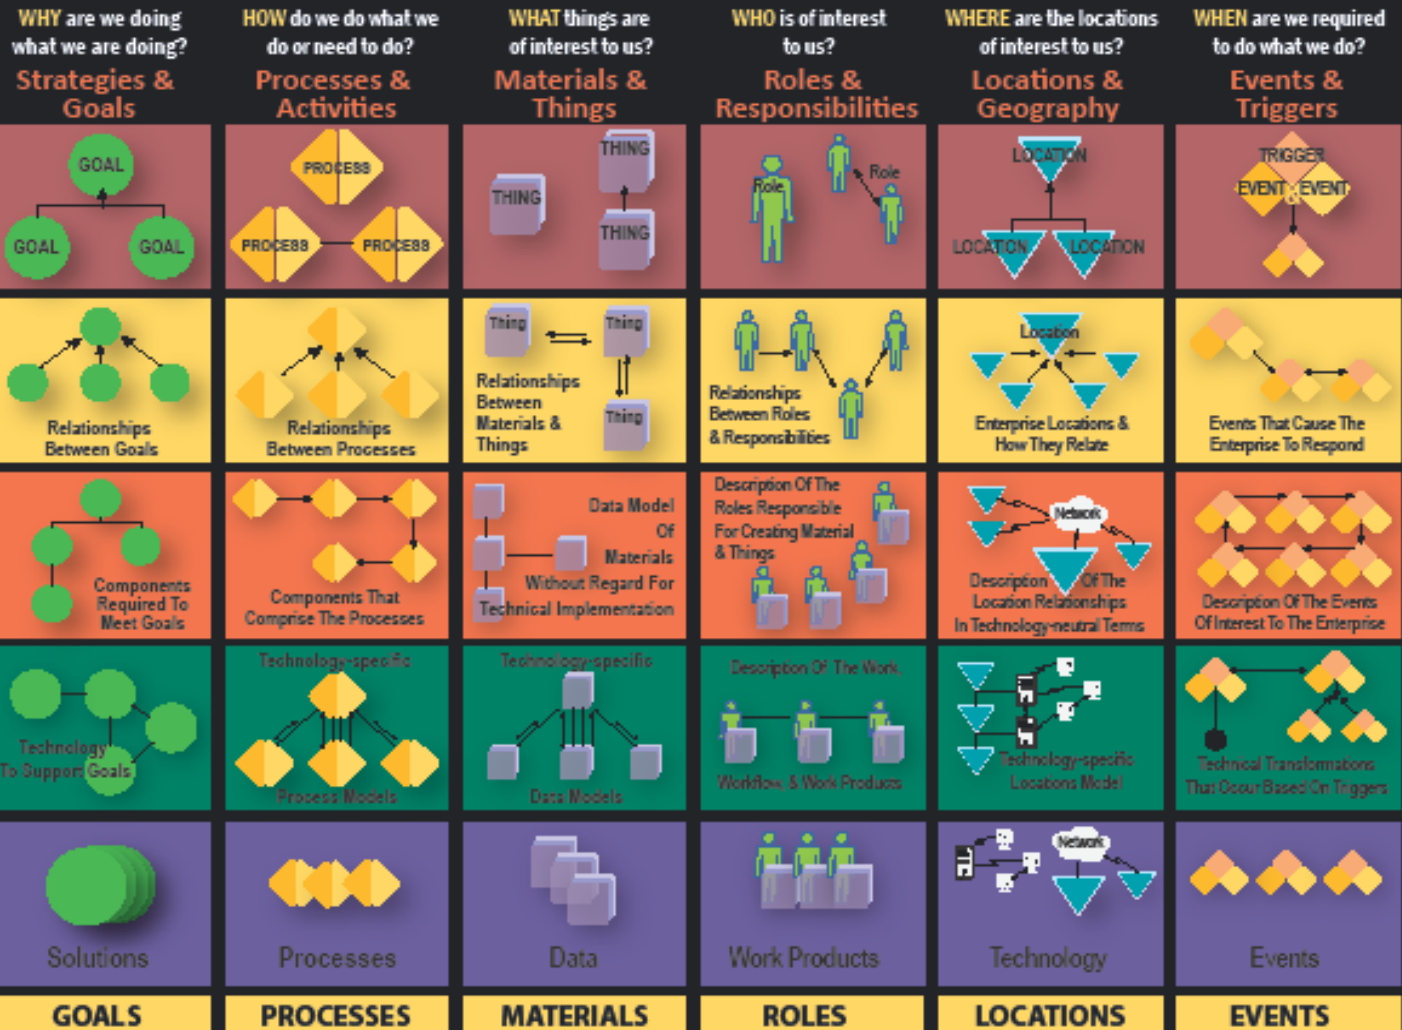 WHY are we doing
what we are doing?
Strategies &
Goals
HOW do we do what we
do or need to do?
Processes &
Activities
WHAT things are
of interest to us?
Materials &
Things
WHO is of interest
to us?
Roles &
Responsibilities
WHERE are the locations
of interest to us?
Locations &
Geography
WHEN are we required
to do what we do?
Events &
Triggers
GOAL
GOAL
GOAL
PROCESS
PROCESS
PROCESS
THING
THING
THING
Role
Role
LOCATION
LOCATION
LOCATION
TRIGGER
EVENT & EVENT
Relationships
Between Goals
Relationships
Between Processes
Thing
Thing
Thing
Relationships
Between
Materials &
Things
Relationships
Between Roles
& Responsibilities
Location
Enterprise Locations &
How They Relate
Events That Cause The
Enterprise To Respond
Components
Required To
Meet Goals
Components That
Comprise The Processes
Data Model
Of
Materials
Without Regard For
Technical Implementation
Description Of The
Roles Responsible
For Creating Material
& Things
Network
Description Of The
Location Relationships
In Technology-neutral Terms
Description Of The Events
Of Interest To The Enterprise
Technology
To Support Goals
Technology-specific
Process Models
Technology-specific
Data Models
Description Of The Work,
Workflow, & Work Products
Technology-specific
Locations Model
Technical Transformations
That Occur Based On Triggers
Solutions
Processes
Data
Work Products
Network
Technology
Events
GOALS
PROCESSES
MATERIALS
ROLES
LOCATIONS
EVENTS